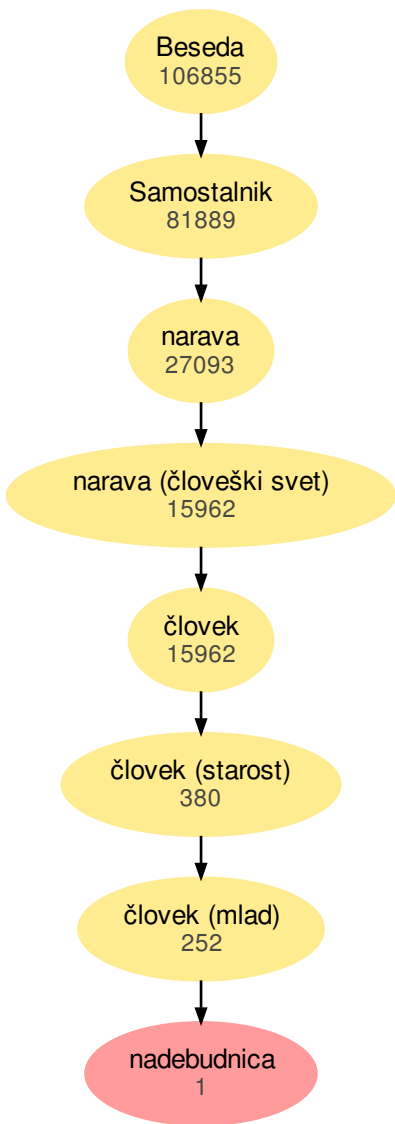 Beseda
106855
Samostalnik
81889
narava
27093
narava (človeški svet)
15962
človek
15962
človek (starost)
380
človek (mlad)
252
nadebudnica
1